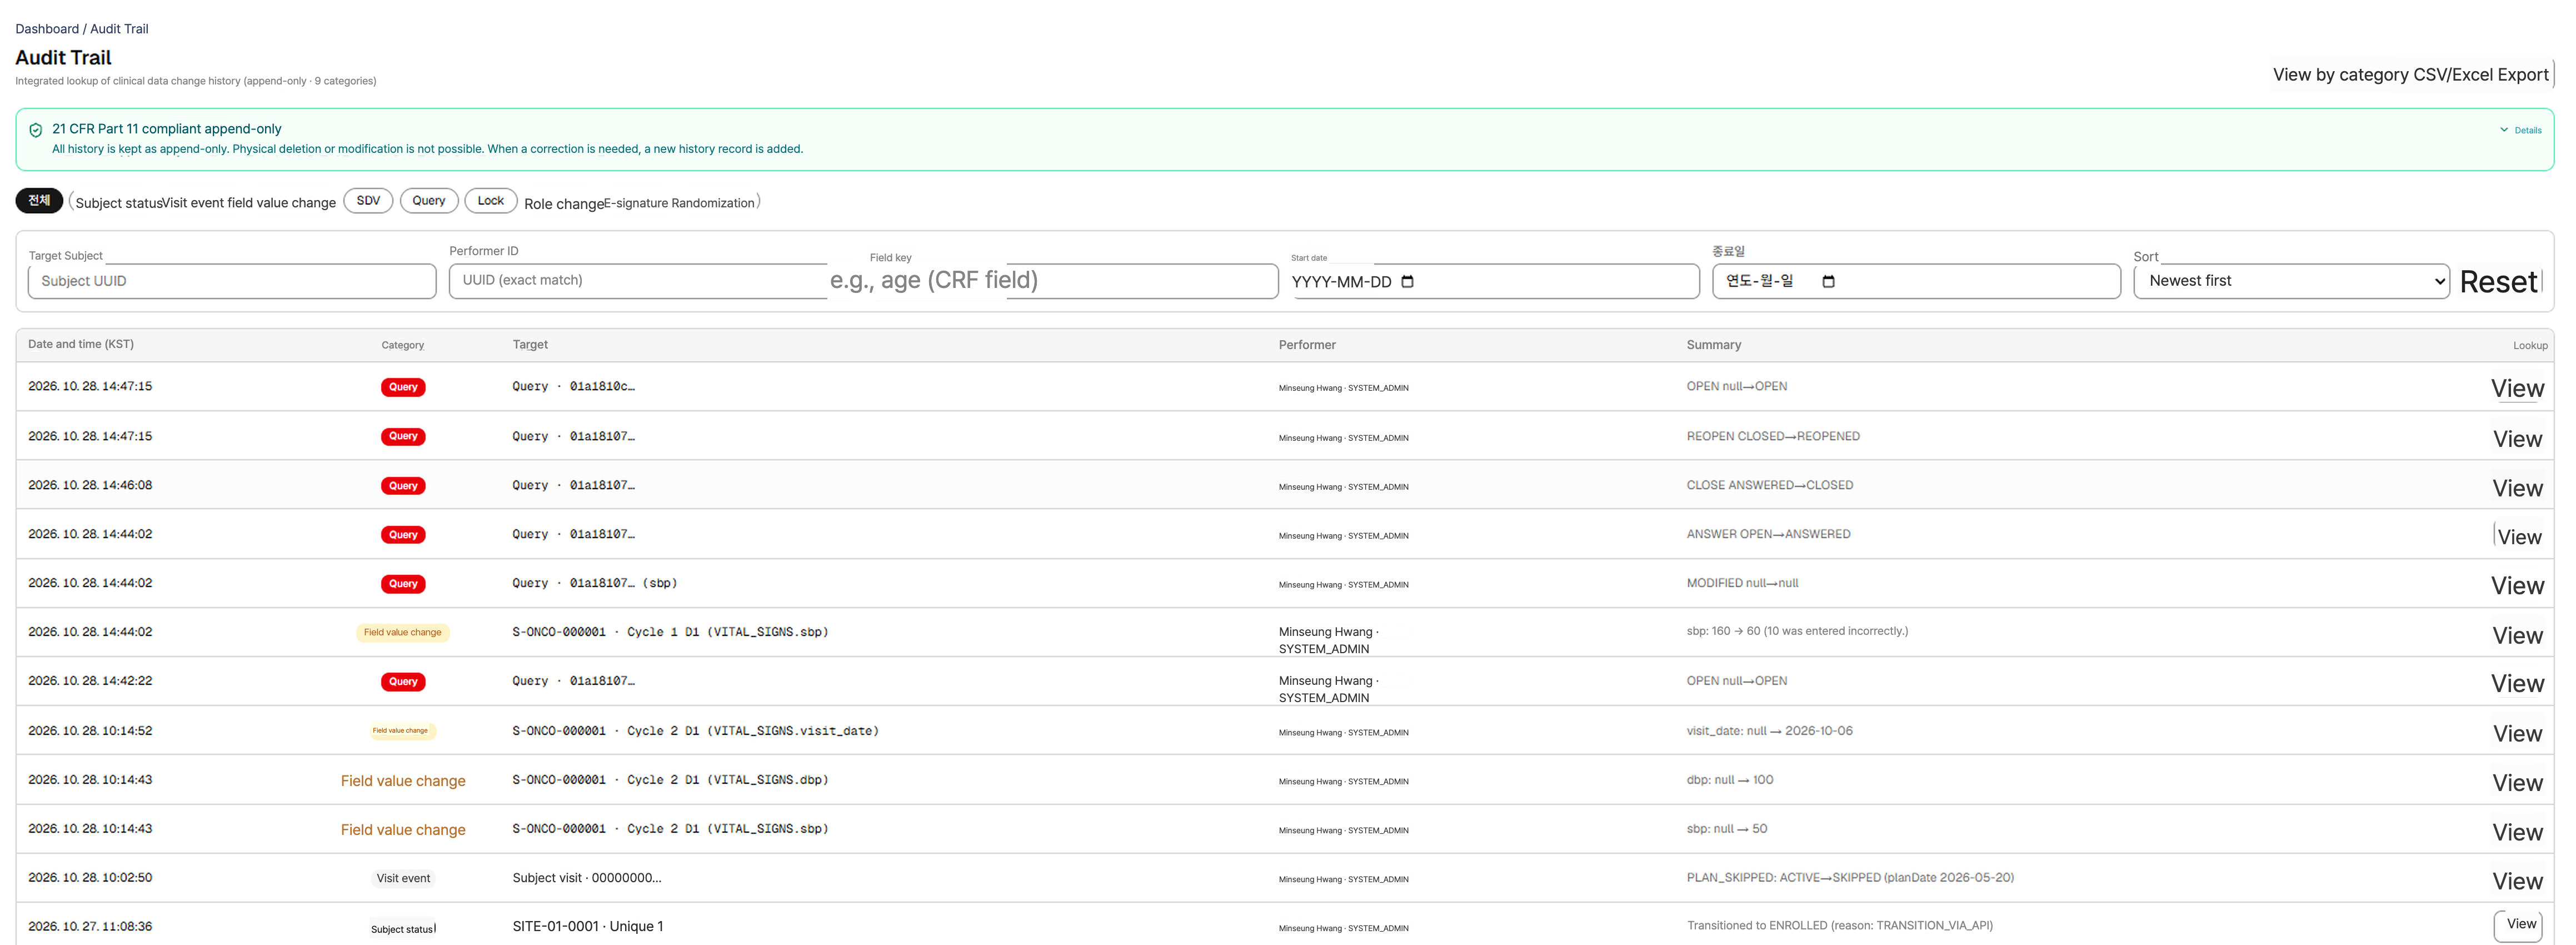 Dashboard / Audit Trail
Audit Trail
Integrated lookup of clinical data change history (append-only · 9 categories)
View by category CSV/Excel Export
21 CFR Part 11 compliant append-only
Details
All history is kept as append-only. Physical deletion or modification is not possible. When a correction is needed, a new history record is added.
전체 Subject status Visit event field value change SDV Query Lock Role change E-signature Randomization
Target Subject Performer ID Field key Start date 종료일 Sort
Subject UUID UUID (exact match) e.g., age (CRF field) YYYY-MM-DD 연도-월-일 Newest first Reset
Date and time (KST) Category Target Performer Summary Lookup
2026. 10. 28. 14:47:15 Query Query · 01a1810c… Minseung Hwang · SYSTEM_ADMIN OPEN null→OPEN View
2026. 10. 28. 14:47:15 Query Query · 01a18107… Minseung Hwang · SYSTEM_ADMIN REOPEN CLOSED→REOPENED View
2026. 10. 28. 14:46:08 Query Query · 01a18107… Minseung Hwang · SYSTEM_ADMIN CLOSE ANSWERED→CLOSED View
2026. 10. 28. 14:44:02 Query Query · 01a18107… Minseung Hwang · SYSTEM_ADMIN ANSWER OPEN→ANSWERED View
2026. 10. 28. 14:44:02 Query Query · 01a18107… (sbp) Minseung Hwang · SYSTEM_ADMIN MODIFIED null→null View
2026. 10. 28. 14:44:02 Field value change S-ONCO-000001 · Cycle 1 D1 (VITAL_SIGNS.sbp) Minseung Hwang · SYSTEM_ADMIN sbp: 160 → 60 (10 was entered incorrectly.) View
2026. 10. 28. 14:42:22 Query Query · 01a18107… Minseung Hwang · SYSTEM_ADMIN OPEN null→OPEN View
2026. 10. 28. 10:14:52 Field value change S-ONCO-000001 · Cycle 2 D1 (VITAL_SIGNS.visit_date) Minseung Hwang · SYSTEM_ADMIN visit_date: null → 2026-10-06 View
2026. 10. 28. 10:14:43 Field value change S-ONCO-000001 · Cycle 2 D1 (VITAL_SIGNS.dbp) Minseung Hwang · SYSTEM_ADMIN dbp: null → 100 View
2026. 10. 28. 10:14:43 Field value change S-ONCO-000001 · Cycle 2 D1 (VITAL_SIGNS.sbp) Minseung Hwang · SYSTEM_ADMIN sbp: null → 50 View
2026. 10. 28. 10:02:50 Visit event Subject visit · 00000000... Minseung Hwang · SYSTEM_ADMIN PLAN_SKIPPED: ACTIVE→SKIPPED (planDate 2026-05-20) View
2026. 10. 27. 11:08:36 Subject status SITE-01-0001 · Unique 1 Minseung Hwang · SYSTEM_ADMIN Transitioned to ENROLLED (reason: TRANSITION_VIA_API) View